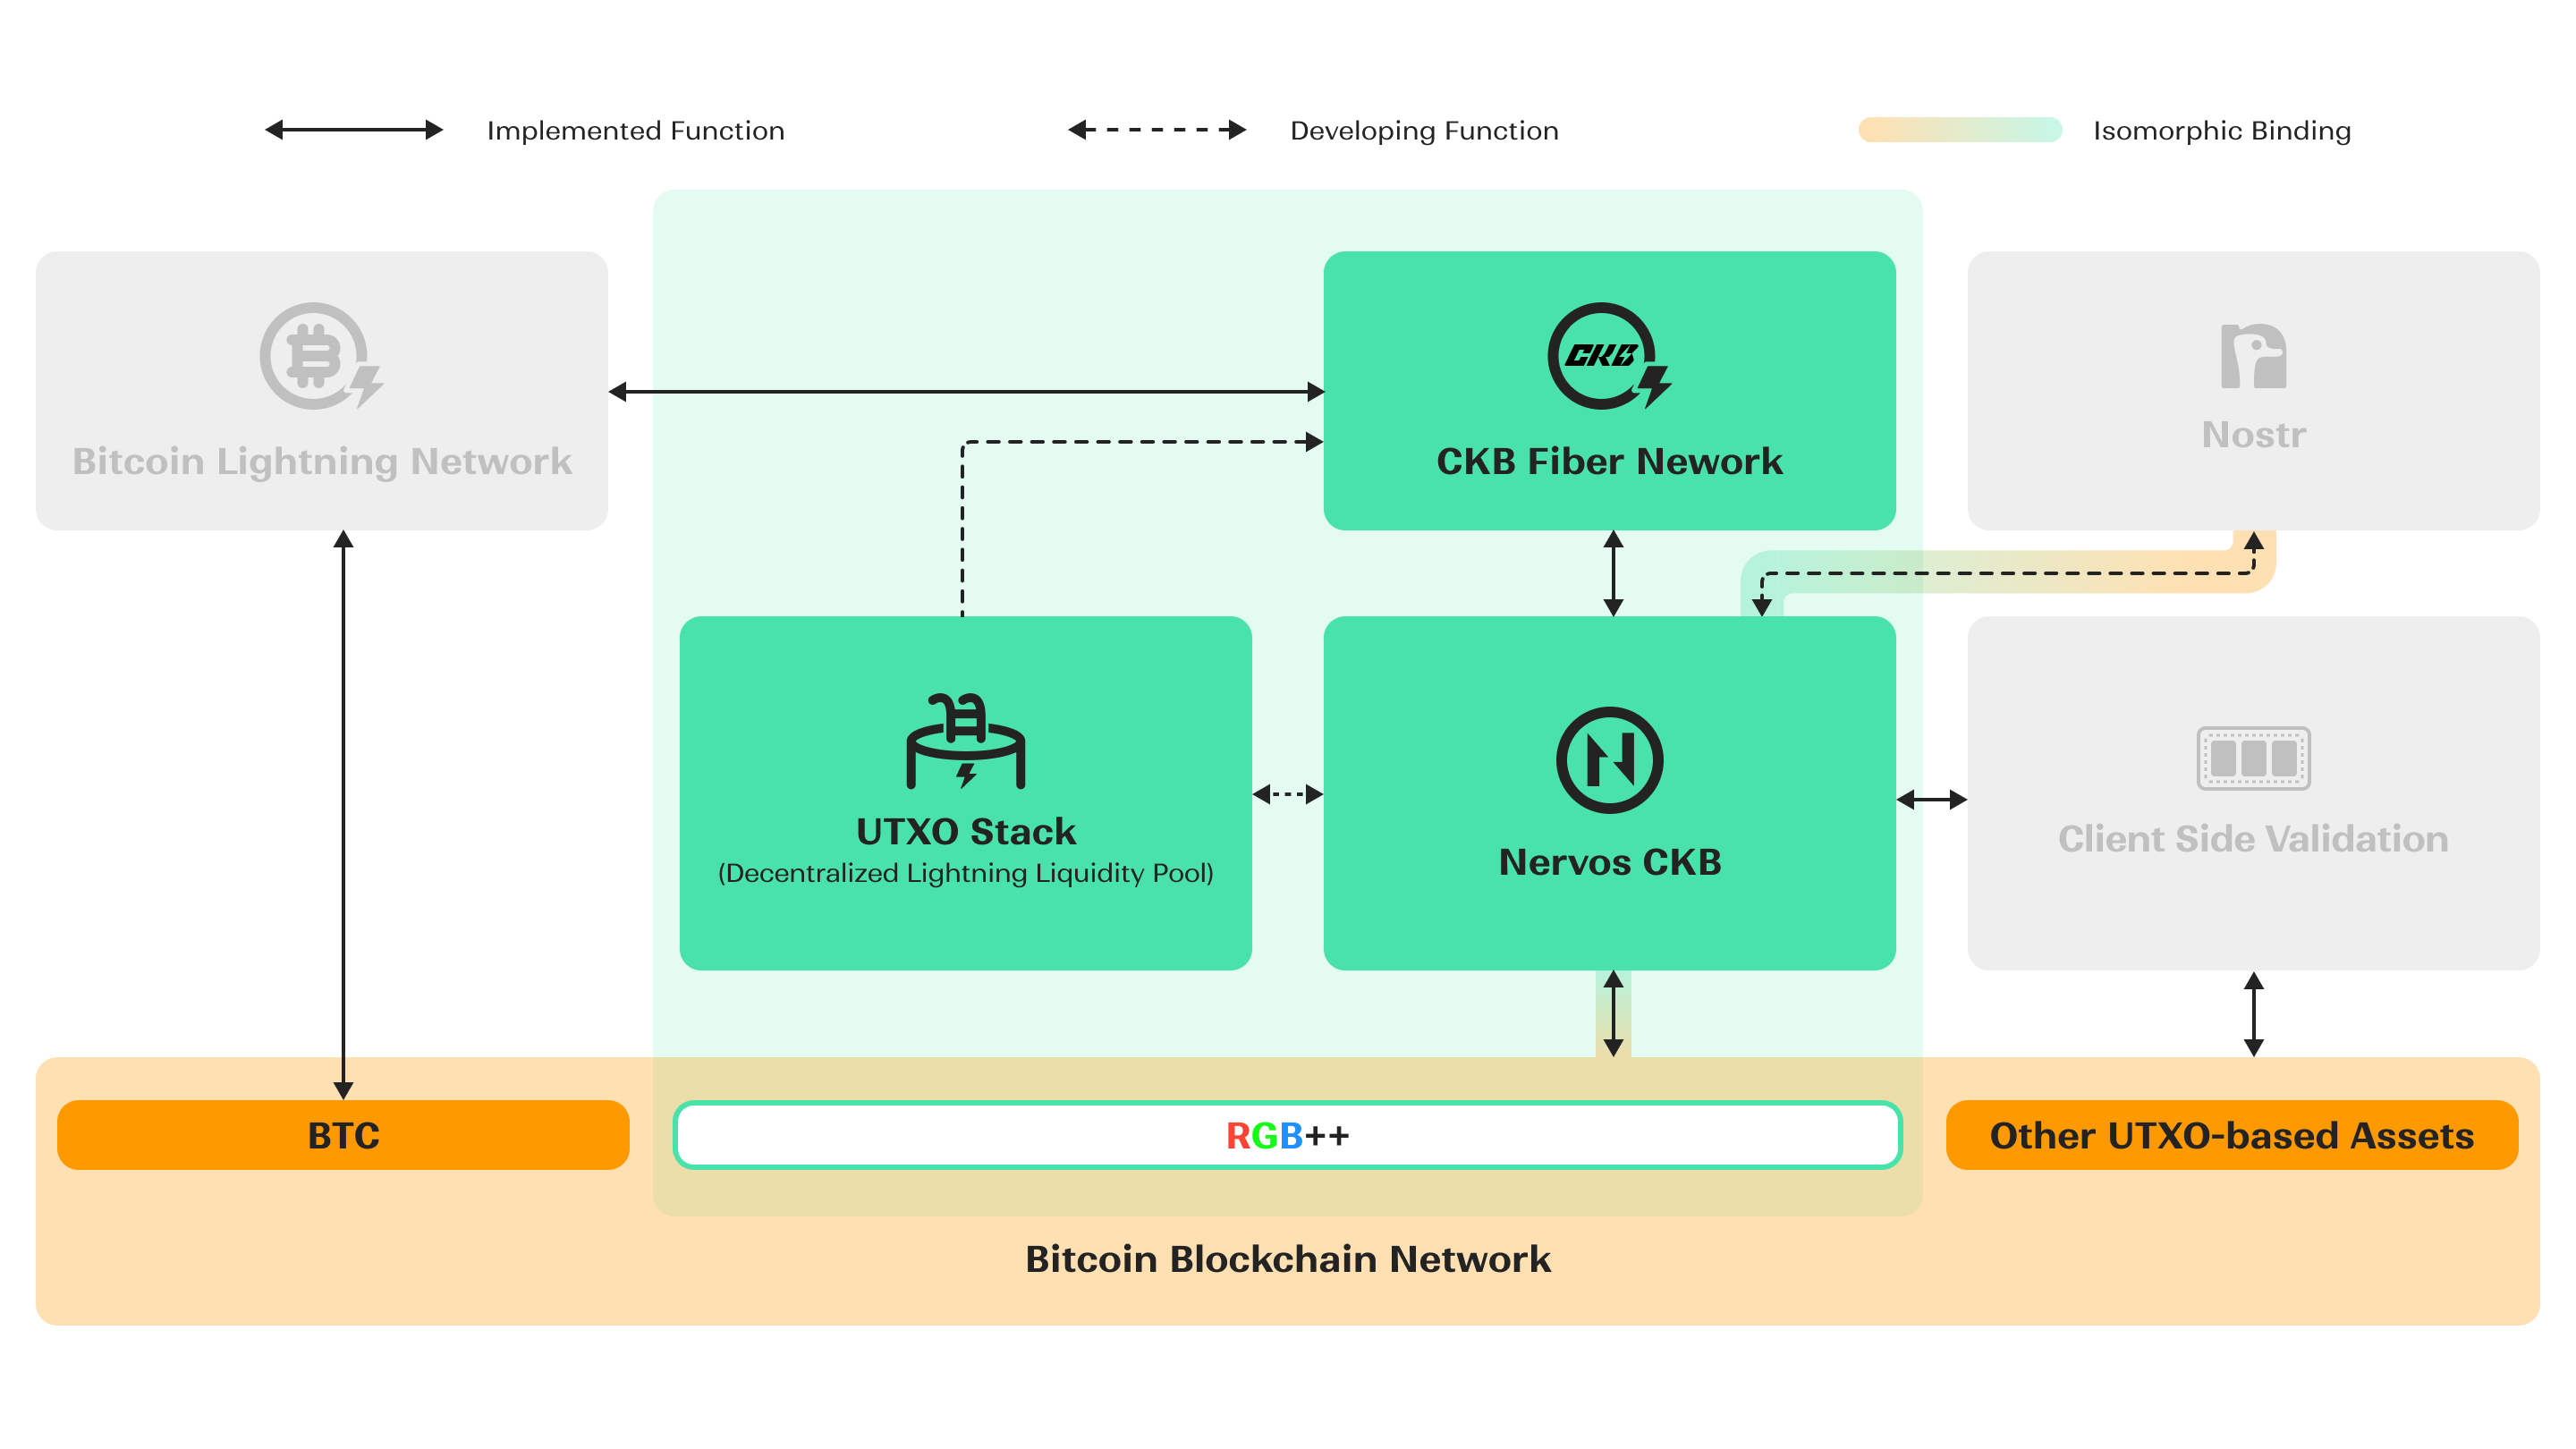 Implemented Function
Developing Function
Isomorphic Binding
Bitcoin Lightning Network
CKB
CKB Fiber Nework
Nostr
UTXO Stack
(Decentralized Lightning Liquidity Pool)
Nervos CKB
Client Side Validation
BTC
RGB++
Other UTXO-based Assets
Bitcoin Blockchain Network